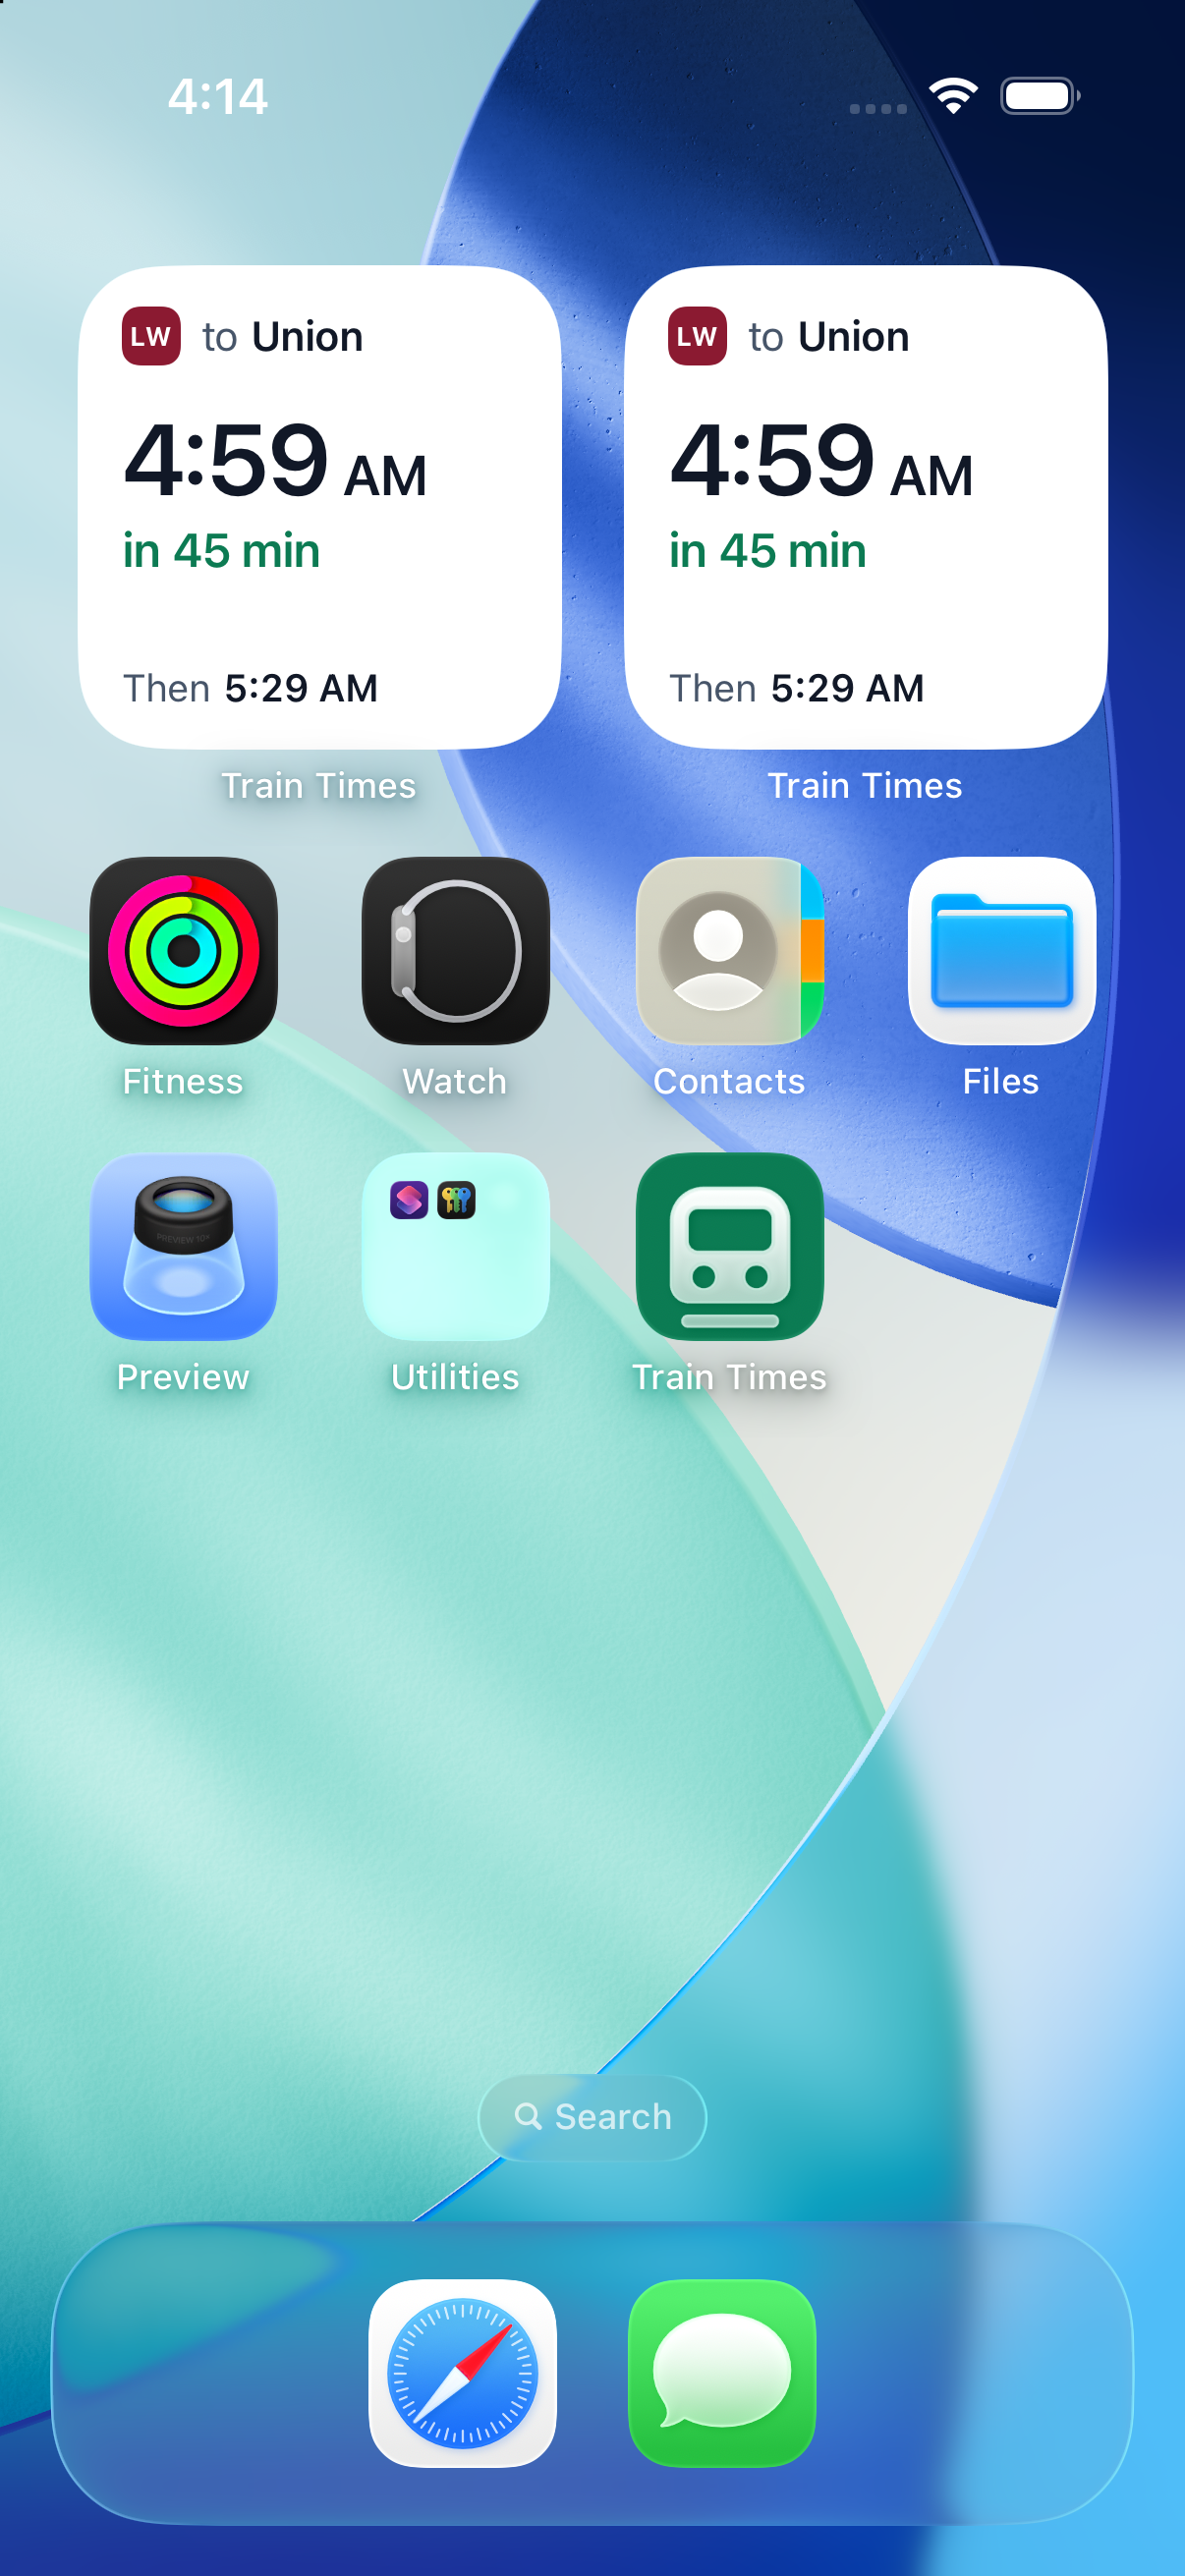 4:14
LW to Union
4:59 AM
in 45 min
Then 5:29 AM
Train Times
LW to Union
4:59 AM
in 45 min
Then 5:29 AM
Train Times
Fitness
Watch
Contacts
Files
PREVIEW 10×
Preview
Utilities
Train Times
Search